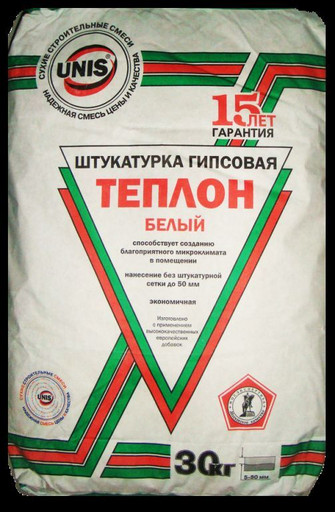 СУХИЕ СТРОИТЕЛЬНЫЕ СМЕСИ
UNIS®
НАДЕЖНАЯ СМЕСЬ ЦЕНЫ И КАЧЕСТВА
15 ЛЕТ
ГАРАНТИЯ
ШТУКАТУРКА ГИПСОВАЯ
ТЕПЛОН
БЕЛЫЙ
способствует созданию
благоприятного микроклимата
в помещении
нанесение без штукатурной
сетки до 50 мм
экономичная
Изготовлено
с применением
высококачественных
европейских
добавок
UNIS
30кг
5-50 мм